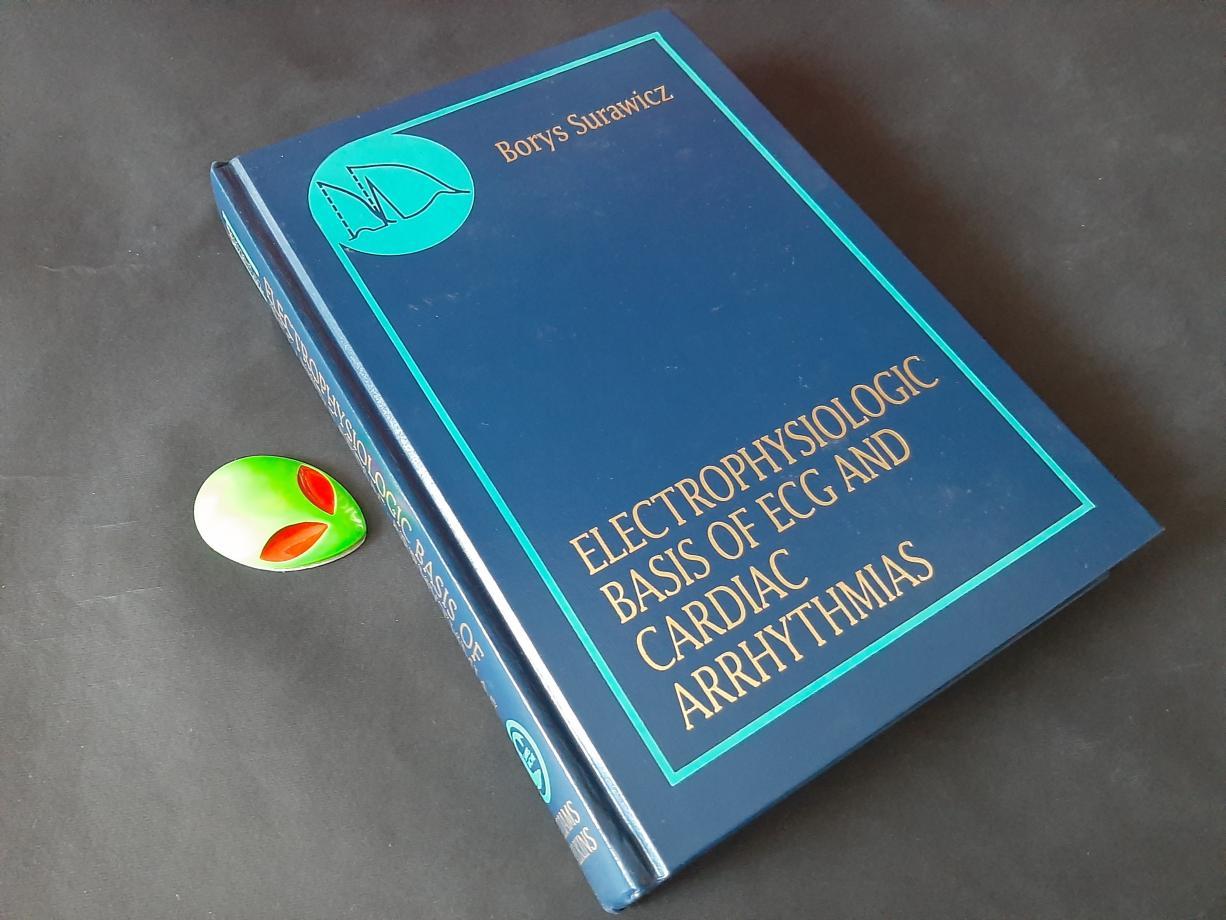 Borys Surawicz
ELECTROPHYSIOLOGIC
BASIS OF ECG AND
CARDIAC
ARRHYTHMIAS
ELECTROPHYSIOLOGIC BASIS OF